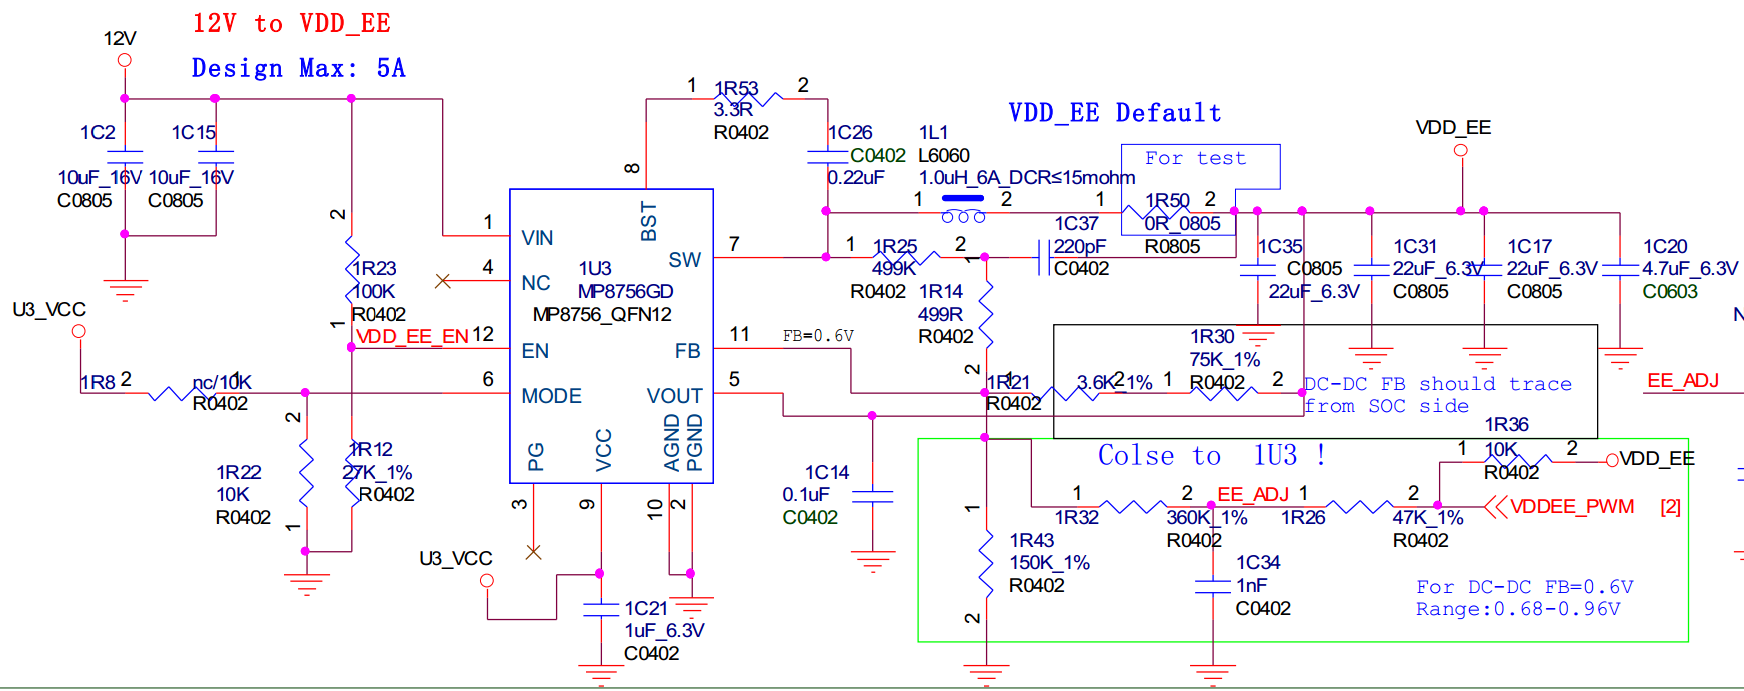 12V to VDD_EE
Design Max: 5A
12V
1C2
10uF_16V
C0805
1C15
10uF_16V
C0805
2
1R23
100K
R0402
1
U3_VCC
1R8
2
nc/10K
1
R0402
VDD_EE_EN
2
1R22
10K
R0402
1
1R12
27K_1%
R0402
1
VIN
4
NC
12
EN
6
MODE
8
BST
7
SW
11
FB
5
VOUT
1U3
MP8756GD
MP8756_QFN12
PG
VCC
AGND
PGND
3
9
10
2
U3_VCC
1C21
1uF_6.3V
C0402
1
1R53
2
3.3R
R0402
1C26
C0402
0.22uF
1L1
L6060
1.0uH_6A_DCR≤15mohm
1
2
VDD_EE Default
For test
1
1R50
2
0R_0805
R0805
1
1R25
2
499K
R0402
1C37
220pF
C0402
1
1R14
499R
R0402
2
FB=0.6V
1R21
1
R0402
3.6K_1%
2
1R30
75K_1%
1
R0402
2
DC-DC FB should trace
from SOC side
VDD_EE
1C35
C0805
22uF_6.3V
1C31
22uF_6.3V
C0805
1C17
22uF_6.3V
C0805
1C20
4.7uF_6.3V
C0603
N
EE_ADJ
1C14
0.1uF
C0402
Colse to 1U3 !
1R36
1
10K
2
R0402
VDD_EE
1
1R32
2
360K_1%
R0402
EE_ADJ
1
1R26
2
47K_1%
R0402
VDDEE_PWM
[2]
1
1R43
150K_1%
R0402
2
1C34
1nF
C0402
For DC-DC FB=0.6V
Range:0.68-0.96V